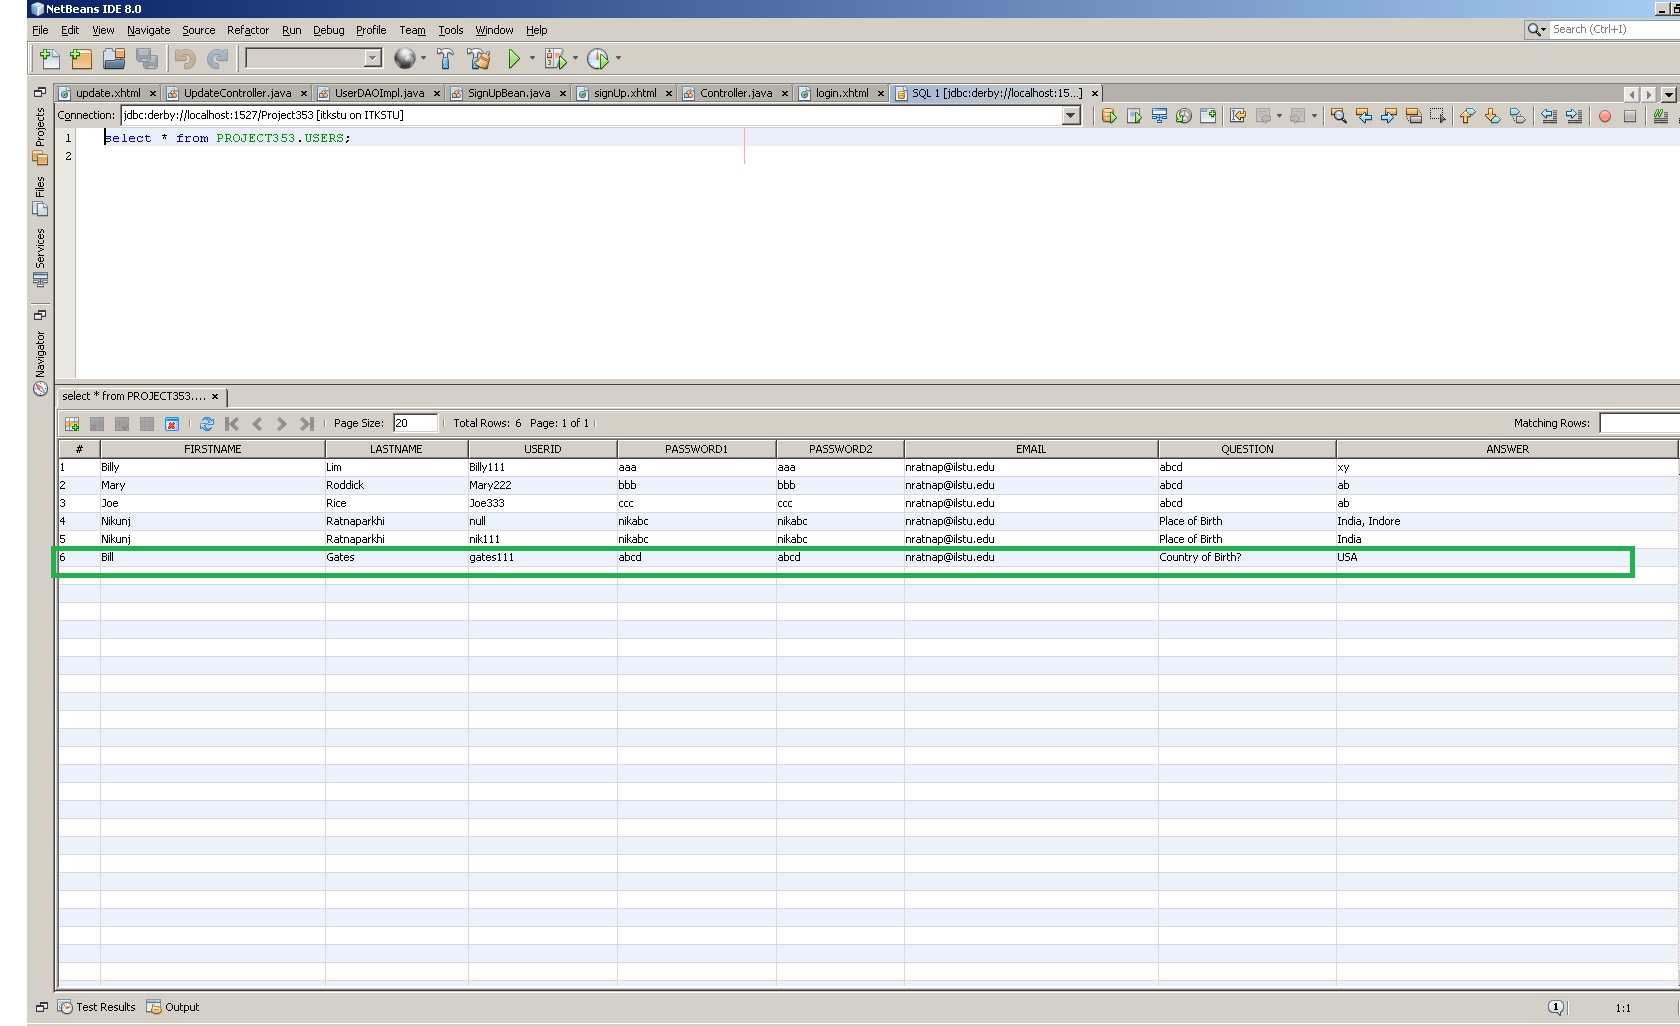 NetBeans IDE 8.0
File Edit View Navigate Source Refactor Run Debug Profile Team Tools Window Help
Search (Ctrl+I)
update.xhtml UpdateController.java UserDAOImpl.java SignUpBean.java signUp.xhtml Controller.java login.xhtml SQL 1 [jdbc:derby://localhost:15...]
Connection: jdbc:derby://localhost:1527/Project353 [itkstu on ITKSTU]
Projects
Files
Services
Navigator
1 select * from PROJECT353.USERS;
2
select * from PROJECT353....
Page Size: 20 Total Rows: 6 Page: 1 of 1 Matching Rows:
# FIRSTNAME LASTNAME USERID PASSWORD1 PASSWORD2 EMAIL QUESTION ANSWER
1 Billy Lim Billy111 aaa aaa nratnap@ilstu.edu abcd xy
2 Mary Roddick Mary222 bbb bbb nratnap@ilstu.edu abcd ab
3 Joe Rice Joe333 ccc ccc nratnap@ilstu.edu abcd ab
4 Nikunj Ratnaparkhi null nikabc nikabc nratnap@ilstu.edu Place of Birth India, Indore
5 Nikunj Ratnaparkhi nik111 nikabc nikabc nratnap@ilstu.edu Place of Birth India
6 Bill Gates gates111 abcd abcd nratnap@ilstu.edu Country of Birth? USA
Test Results Output 1 1:1